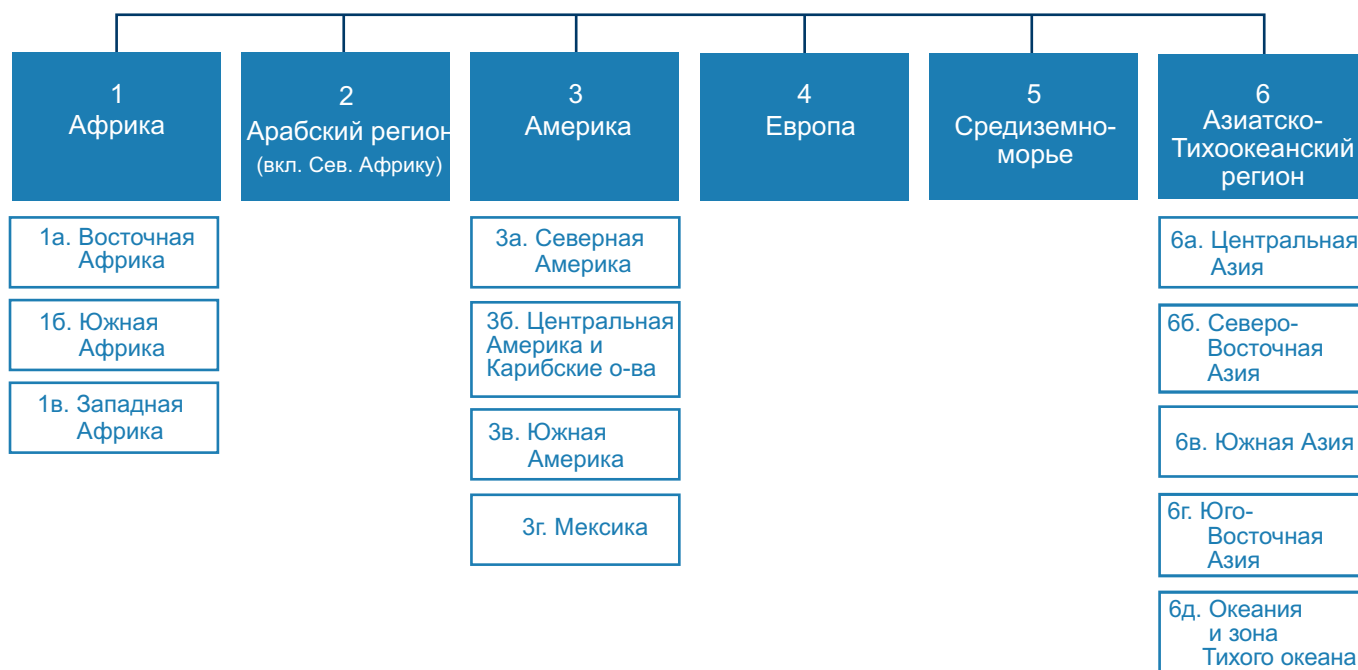 1
Африка
2
Арабский регион
(вкл. Сев. Африку)
3
Америка
4
Европа
5
Средиземно-
морье
6
Азиатско-
Тихоокеанский
регион
1а. Восточная
Африка
1б. Южная
Африка
1в. Западная
Африка
3а. Северная
Америка
3б. Центральная
Америка и
Карибские о-ва
3в. Южная
Америка
3г. Мексика
6а. Центральная
Азия
6б. Северо-
Восточная
Азия
6в. Южная Азия
6г. Юго-
Восточная
Азия
6д. Океания
и зона
Тихого океана